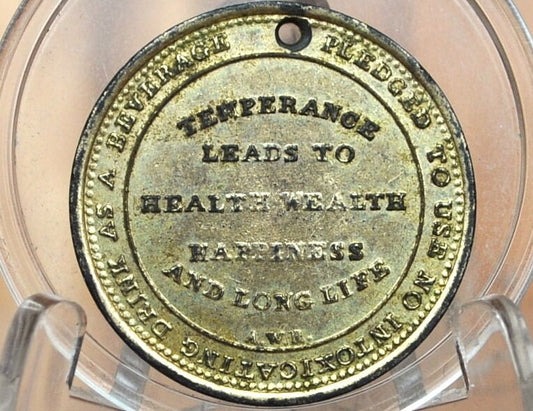 PLEDGED TO USE NO INTOXICATING DRINK AS A BEVERAGE
TEMPERANCE
LEADS TO
HEALTH WEALTH
HAPPINESS
AND LONG LIFE